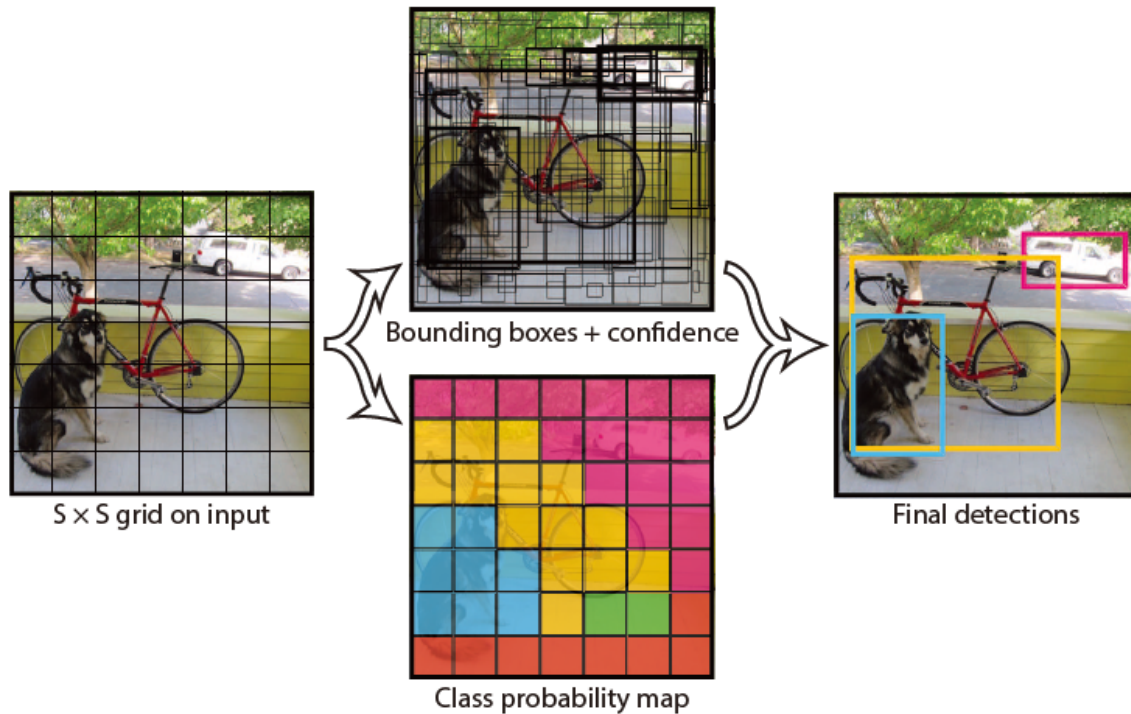 Bounding boxes + confidence
S × S grid on input
Final detections
Class probability map